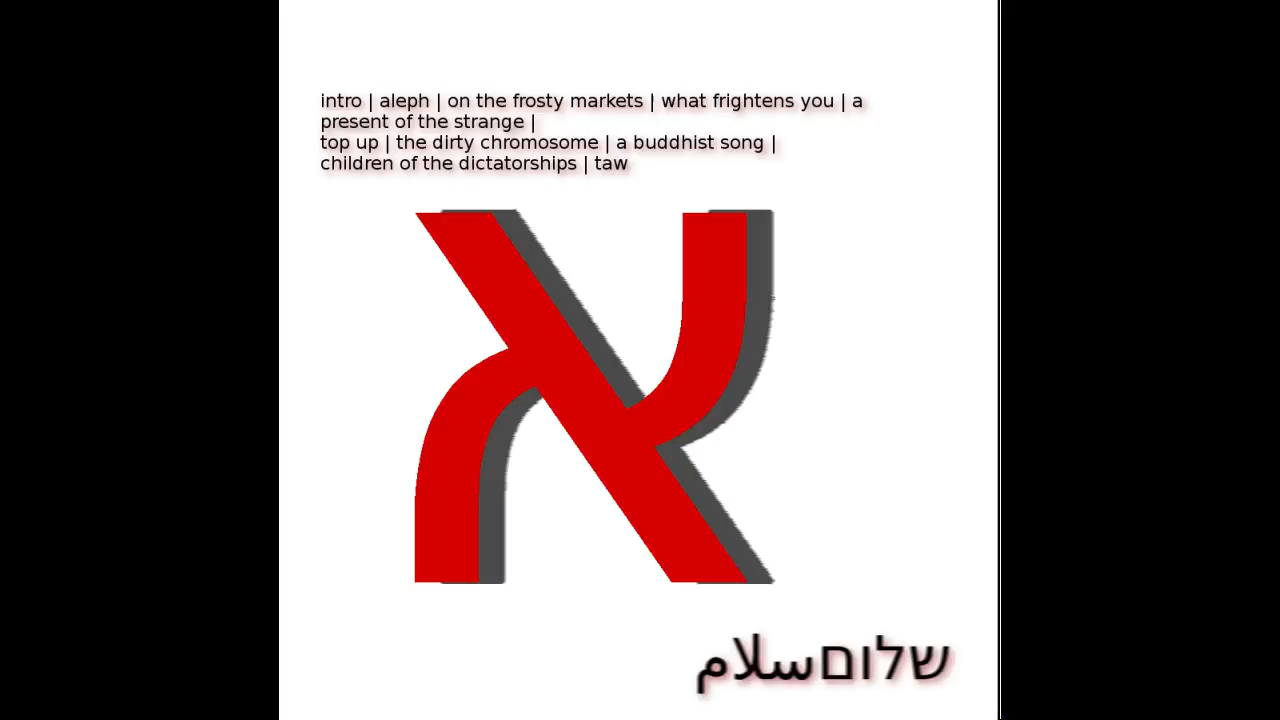 intro | aleph | on the frosty markets | what frightens you | a
present of the strange |
top up | the dirty chromosome | a buddhist song |
children of the dictatorships | taw
א
שלוםسلام